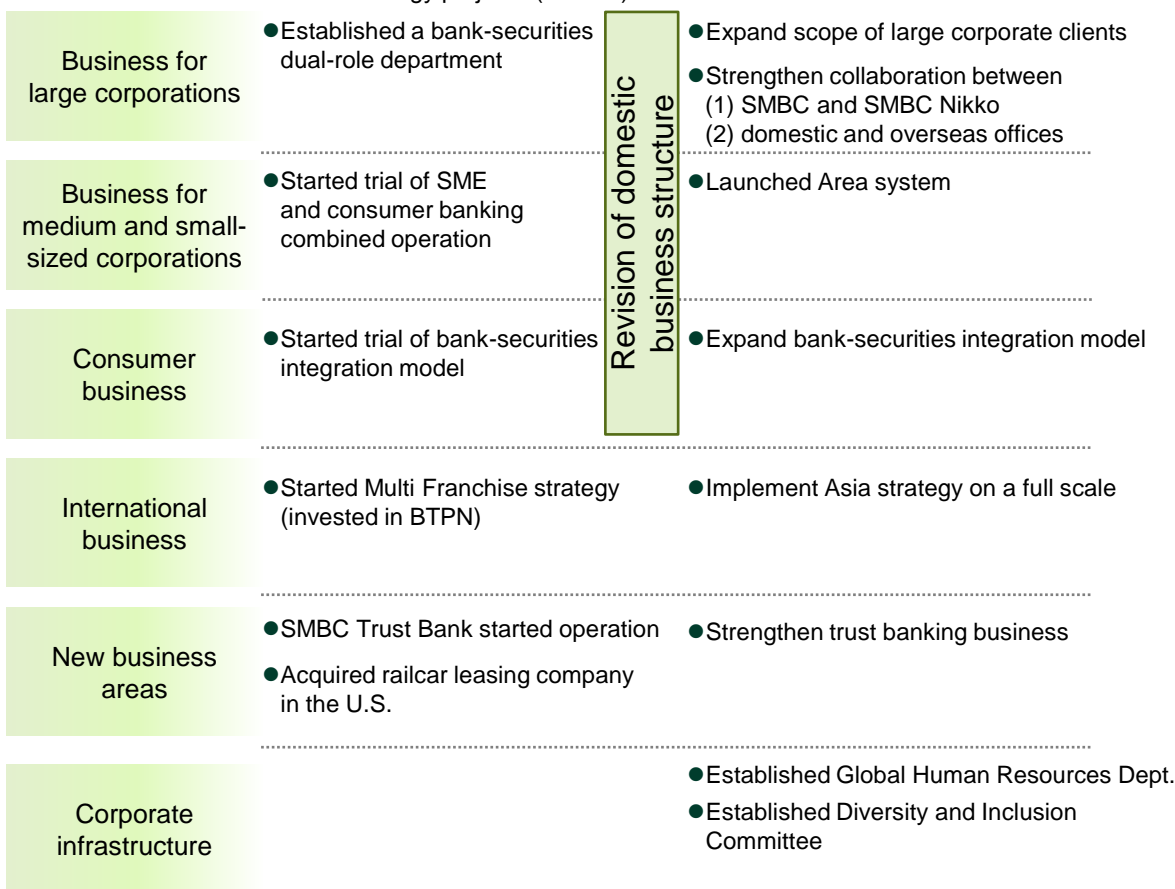 Business for
large corporations
●Established a bank-securities
dual-role department
●Expand scope of large corporate clients
●Strengthen collaboration between
(1) SMBC and SMBC Nikko
(2) domestic and overseas offices
Revision of domestic
business structure
Business for
medium and small-
sized corporations
●Started trial of SME
and consumer banking
combined operation
●Launched Area system
Consumer
business
●Started trial of bank-securities
integration model
●Expand bank-securities integration model
International
business
●Started Multi Franchise strategy
(invested in BTPN)
●Implement Asia strategy on a full scale
New business
areas
●SMBC Trust Bank started operation
●Acquired railcar leasing company
in the U.S.
●Strengthen trust banking business
Corporate
infrastructure
●Established Global Human Resources Dept.
●Established Diversity and Inclusion
Committee